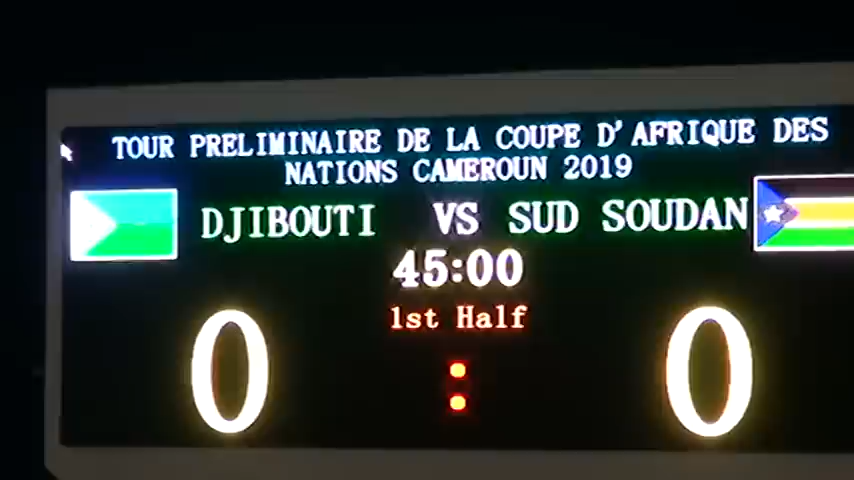 TOUR PRELIMINAIRE DE LA COUPE D'AFRIQUE DES
NATIONS CAMEROUN 2019
DJIBOUTI VS SUD SOUDAN
45:00
1st Half
0 : 0